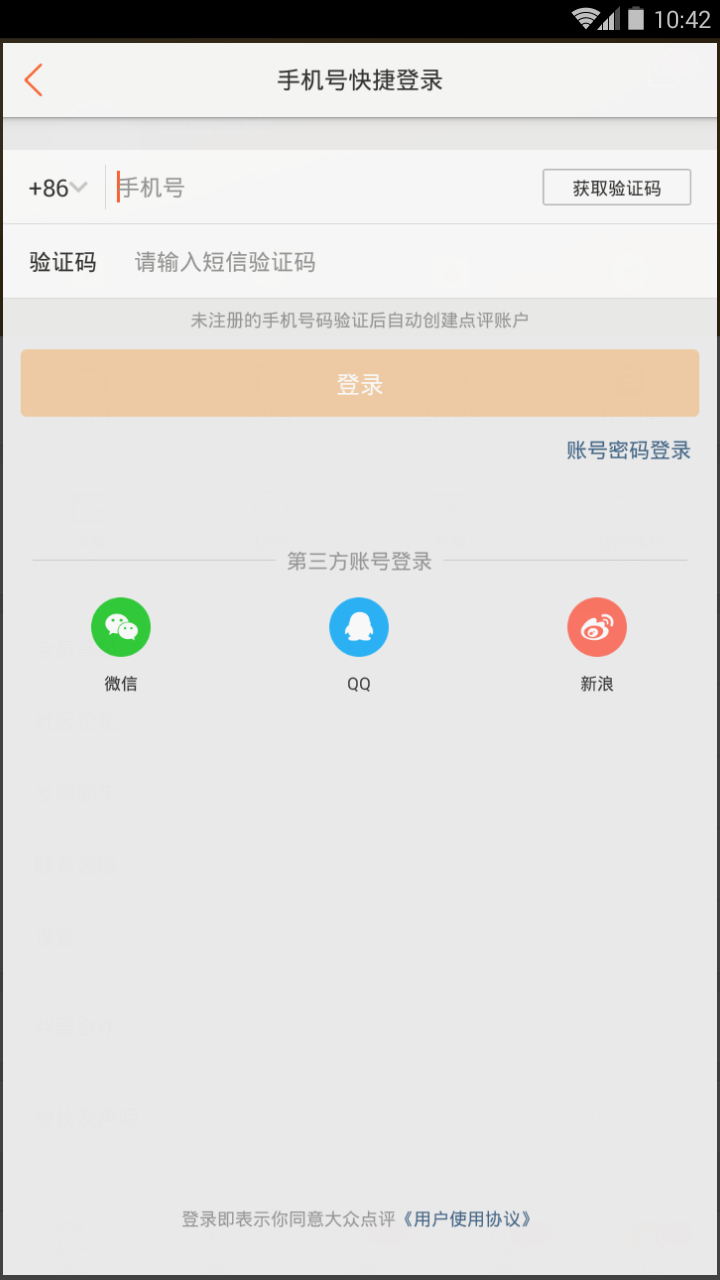 10:42
手机号快捷登录
+86 手机号 获取验证码
验证码 请输入短信验证码
未注册的手机号码验证后自动创建点评账户
登录
账号密码登录
第三方账号登录
微信 QQ 新浪
登录即表示你同意大众点评《用户使用协议》